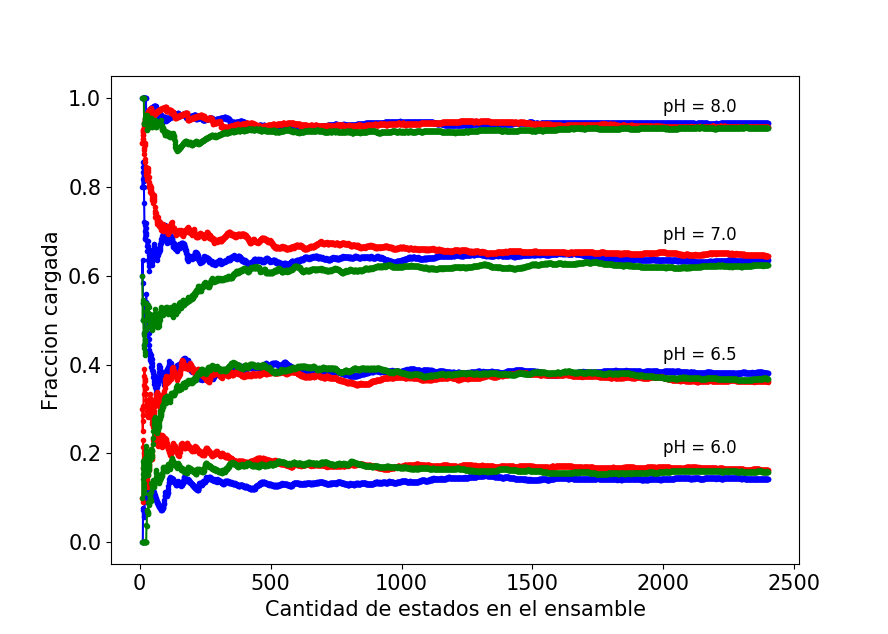 1.0
0.8
0.6
0.4
0.2
0.0
Fraccion cargada
pH = 8.0
pH = 7.0
pH = 6.5
pH = 6.0
0 500 1000 1500 2000 2500
Cantidad de estados en el ensamble